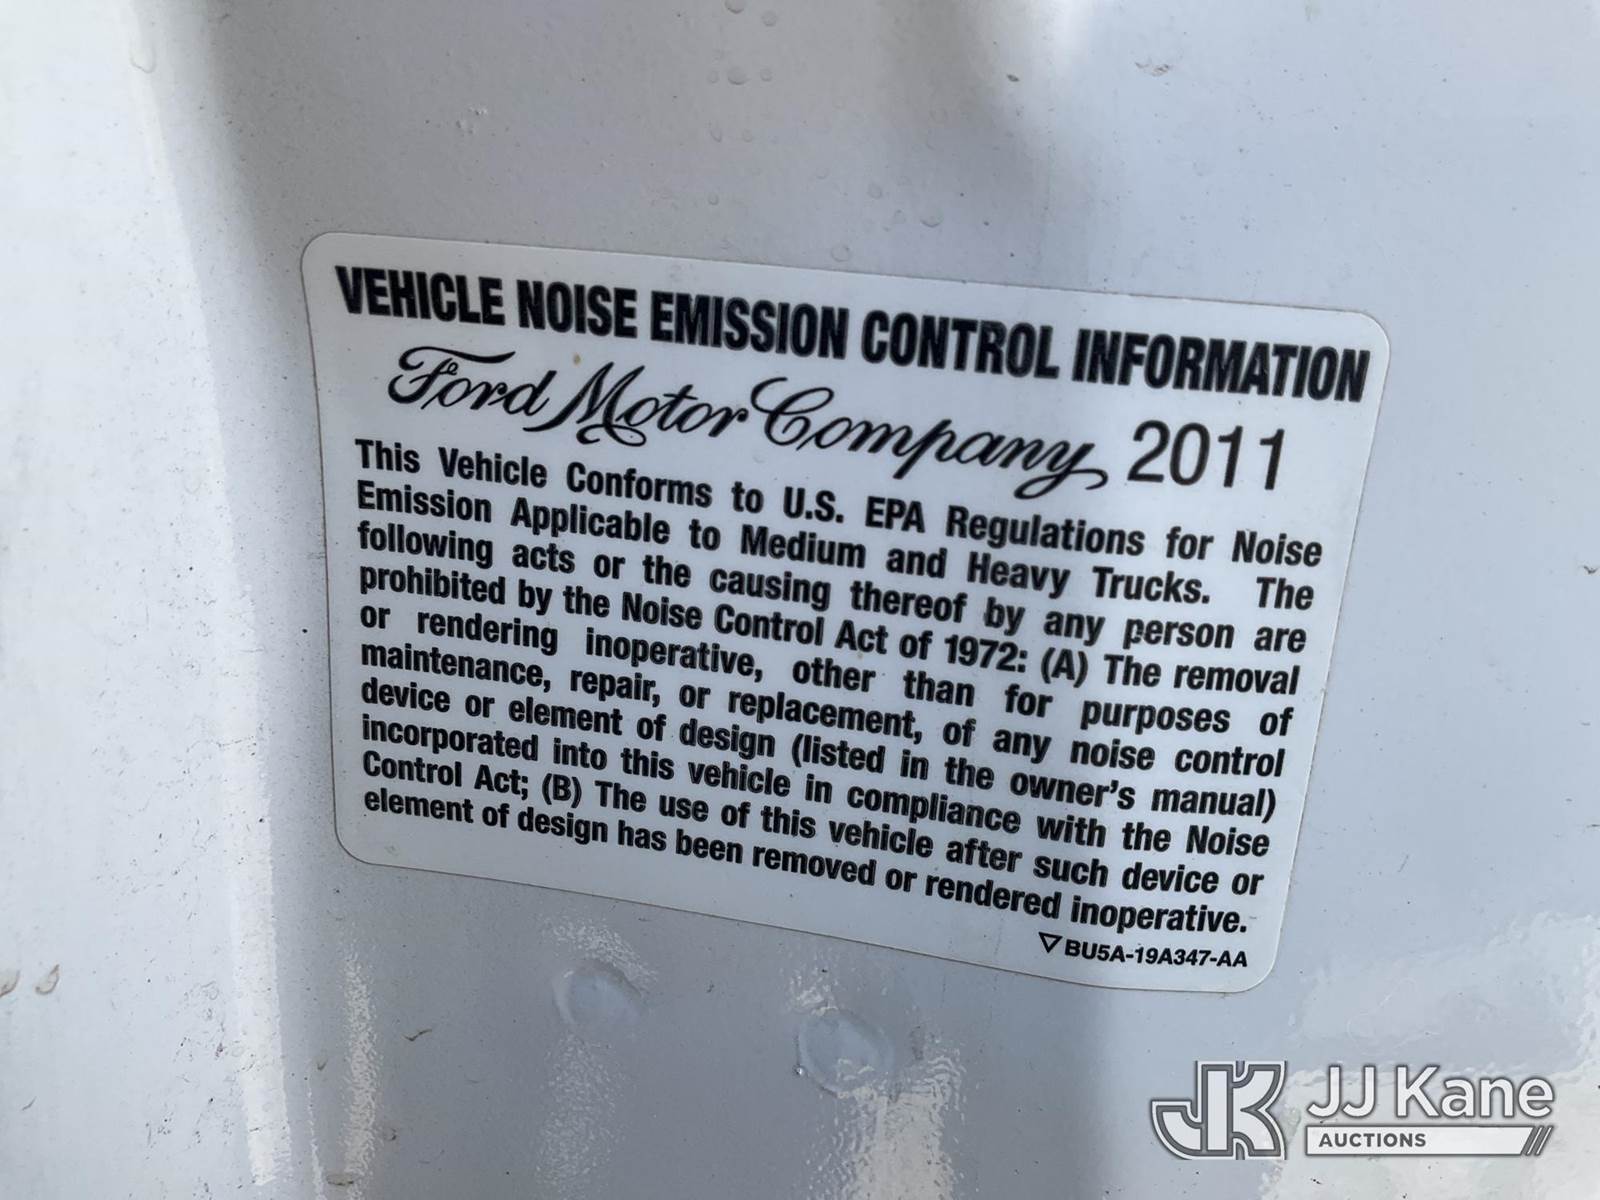 VEHICLE NOISE EMISSION CONTROL INFORMATION
Ford Motor Company 2011
This Vehicle Conforms to U.S. EPA Regulations for Noise
Emission Applicable to Medium and Heavy Trucks. The
following acts or the causing thereof by any person are
prohibited by the Noise Control Act of 1972: (A) The removal
or rendering inoperative, other than for purposes of
maintenance, repair, or replacement, of any noise control
device or element of design (listed in the owner's manual)
incorporated into this vehicle in compliance with the Noise
Control Act; (B) The use of this vehicle after such device or
element of design has been removed or rendered inoperative.
▽ BU5A-19A347-AA
JK JJ Kane
AUCTIONS